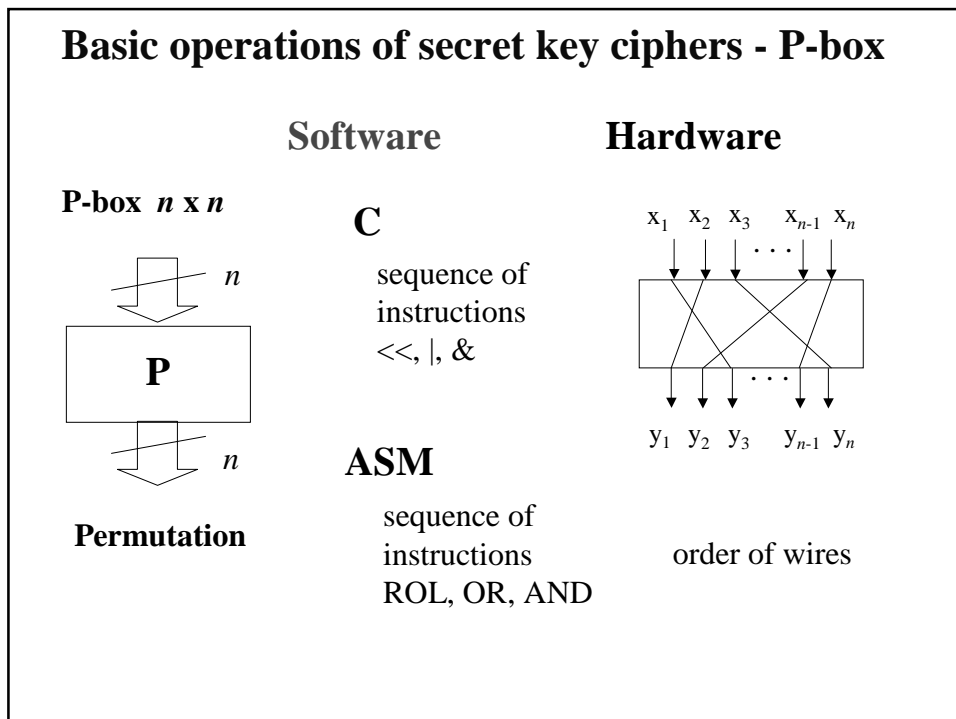 Basic operations of secret key ciphers - P-box
Software
Hardware
P-box n x n
n
P
n
Permutation
C
sequence of
instructions
<<, |, &
ASM
sequence of
instructions
ROL, OR, AND
x₁ x₂ x₃ · · · xₙ₋₁ xₙ
· · ·
y₁ y₂ y₃ yₙ₋₁ yₙ
order of wires